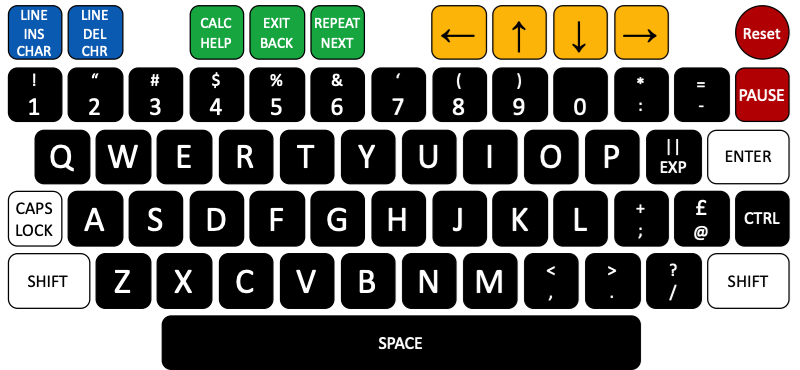 LINE LINE CALC EXIT REPEAT
INS DEL HELP BACK NEXT ← ↑ ↓ → Reset
CHAR CHR
! “ # $ % & ‘ ( ) * =
1 2 3 4 5 6 7 8 9 0 : - PAUSE
Q W E R T Y U I O P || EXP ENTER
CAPS LOCK A S D F G H J K L + ; £ @ CTRL
SHIFT Z X C V B N M < , > . ? / SHIFT
SPACE